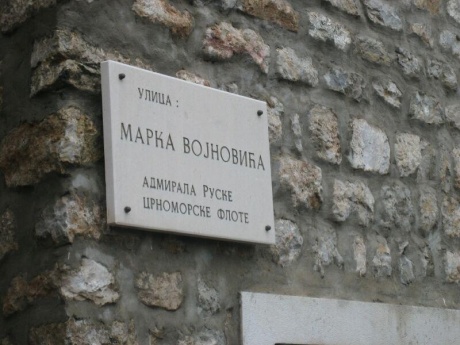 УЛИЦА :
МАРКА ВОЈНОВИЋА
АДМИРАЛА РУСКЕ
ЦРНОМОРСКЕ ФЛОТЕ